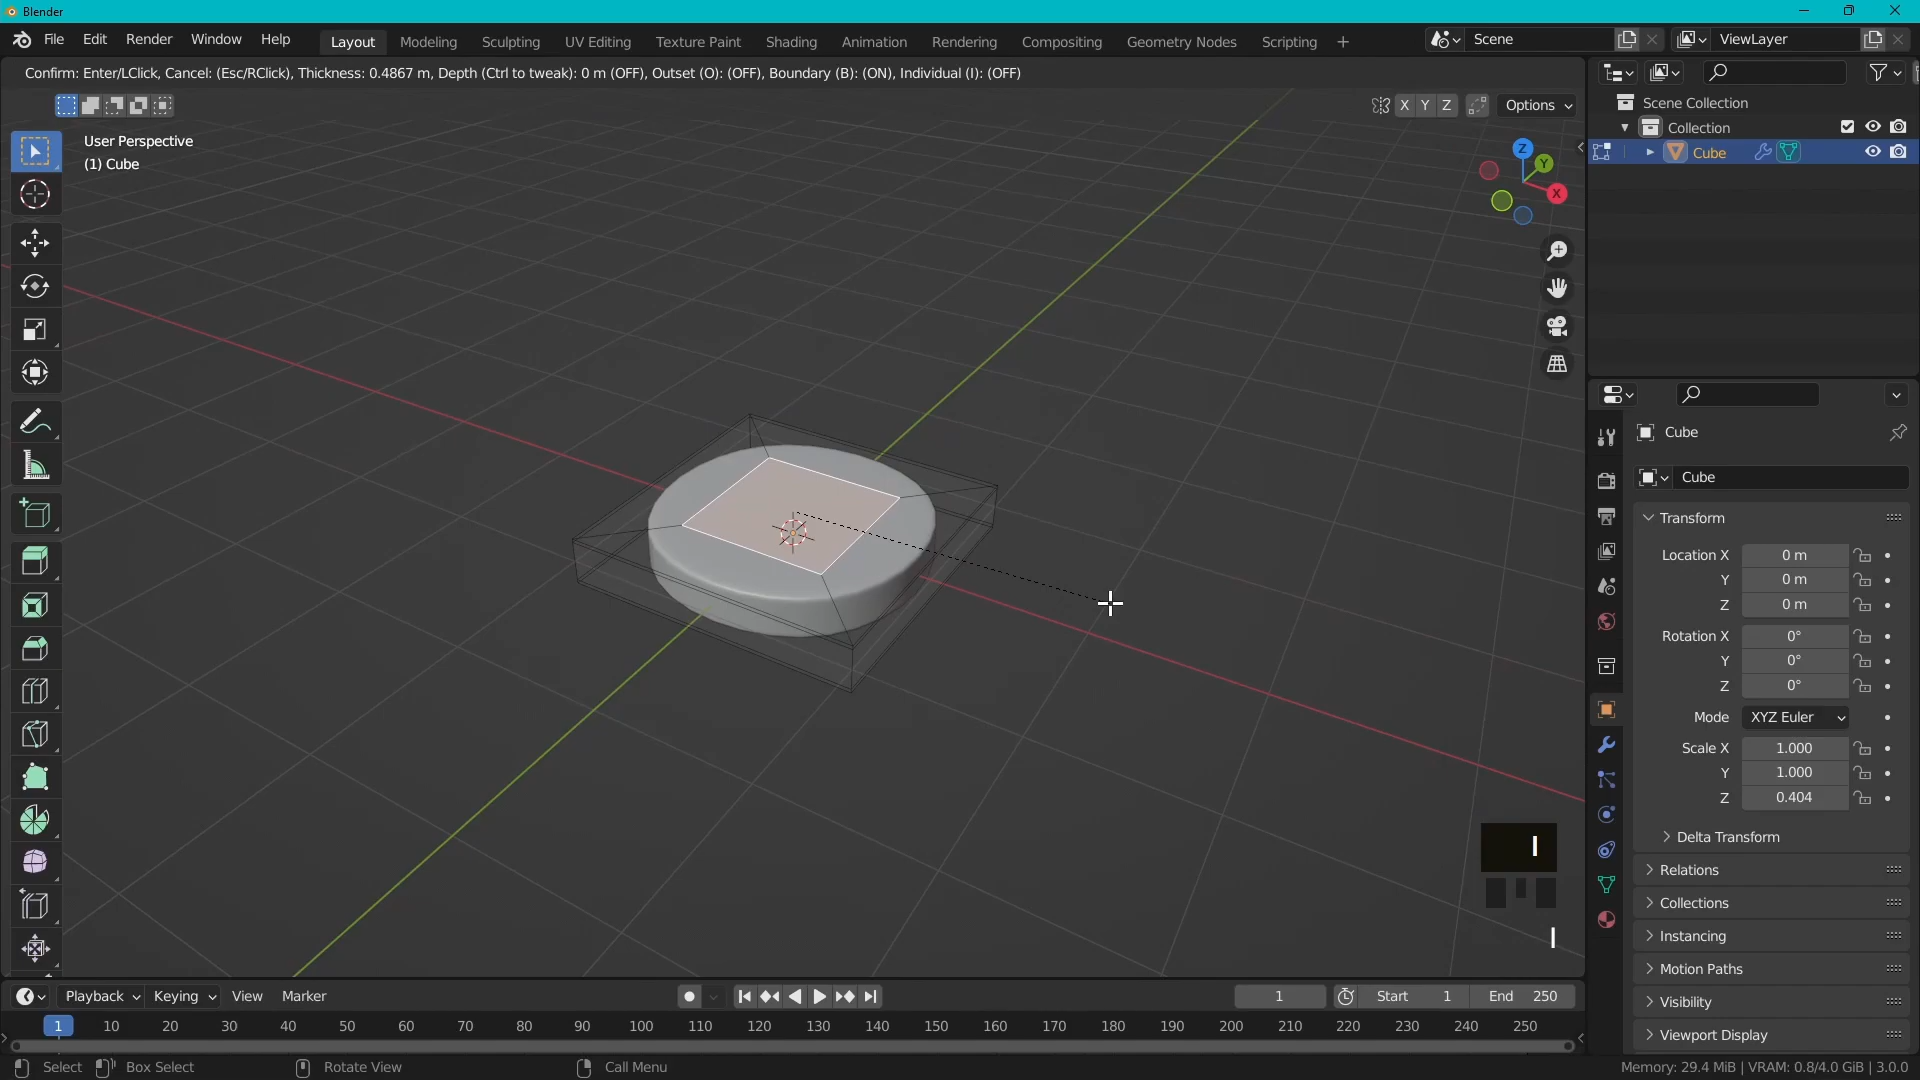 Blender
File Edit Render Window Help Layout Modeling Sculpting UV Editing Texture Paint Shading Animation Rendering Compositing Geometry Nodes Scripting + Scene ViewLayer
Confirm: Enter/LClick, Cancel: (Esc/RClick), Thickness: 0.4867 m, Depth (Ctrl to tweak): 0 m (OFF), Outset (O): (OFF), Boundary (B): (ON), Individual (I): (OFF)
X Y Z Options
User Perspective
(1) Cube
Z
Y
X
Scene Collection
Collection
Cube
Cube
Cube
Transform
Location X 0 m
Y 0 m
Z 0 m
Rotation X 0°
Y 0°
Z 0°
Mode XYZ Euler
Scale X 1.000
Y 1.000
Z 0.404
Delta Transform
Relations
Collections
Instancing
Motion Paths
Visibility
Viewport Display
I
I
Playback Keying View Marker 1 Start 1 End 250
1 10 20 30 40 50 60 70 80 90 100 110 120 130 140 150 160 170 180 190 200 210 220 230 240 250
Select Box Select Rotate View Call Menu Memory: 29.4 MiB | VRAM: 0.8/4.0 GiB | 3.0.0